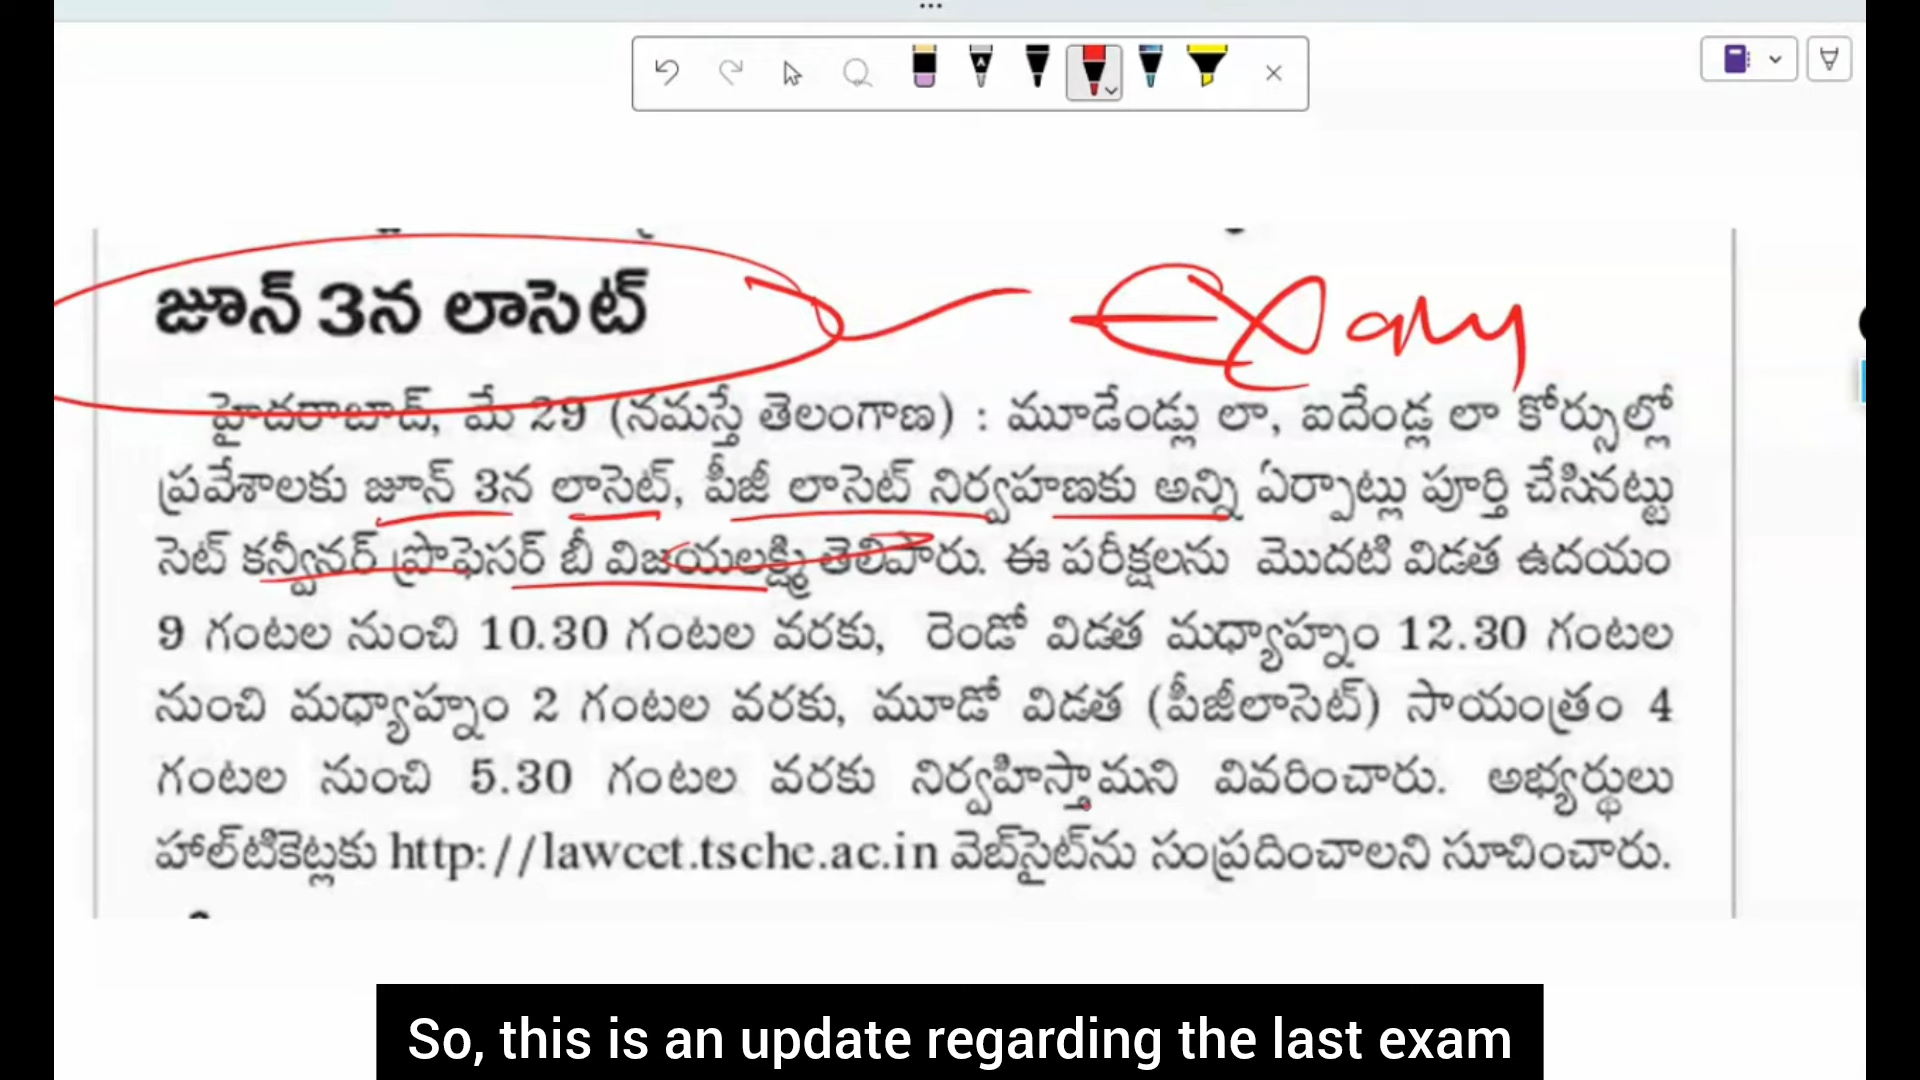 జూన్ 3న లాసెట్
Exam
హైదరాబాద్, మే 29 (నమస్తే తెలంగాణ) : మూడేండ్లు లా, ఐదేండ్ల లా కోర్సుల్లో
ప్రవేశాలకు జూన్ 3న లాసెట్, పీజీ లాసెట్ నిర్వహణకు అన్ని ఏర్పాట్లు పూర్తి చేసినట్టు
సెట్ కన్వీనర్ ప్రొఫెసర్ బీ విజయలక్ష్మి తెలిపారు. ఈ పరీక్షలను మొదటి విడత ఉదయం
9 గంటల నుంచి 10.30 గంటల వరకు, రెండో విడత మధ్యాహ్నం 12.30 గంటల
నుంచి మధ్యాహ్నం 2 గంటల వరకు, మూడో విడత (పీజీలాసెట్) సాయంత్రం 4
గంటల నుంచి 5.30 గంటల వరకు నిర్వహిస్తామని వివరించారు. అభ్యర్థులు
హాల్‌టికెట్లకు http://lawcet.tsche.ac.in వెబ్‌సైట్‌ను సంప్రదించాలని సూచించారు.
So, this is an update regarding the last exam